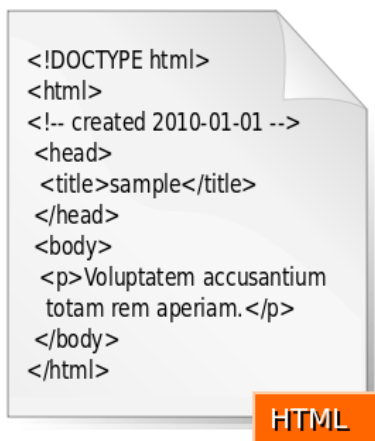 <!DOCTYPE html>
<html>
<!-- created 2010-01-01 -->
<head>
<title>sample</title>
</head>
<body>
<p>Voluptatem accusantium
totam rem aperiam.</p>
</body>
</html>
HTML